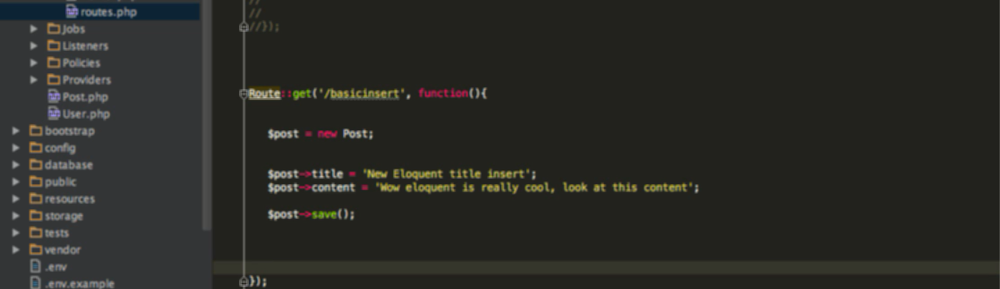 routes.php
Jobs
Listeners
Policies
Providers
Post.php
User.php
bootstrap
config
database
public
resources
storage
tests
vendor
.env
.env.example
//
//
//});
Route::get('/basicinsert', function(){
$post = new Post;
$post->title = 'New Eloquent title insert';
$post->content = 'Wow eloquent is really cool, look at this content';
$post->save();
});